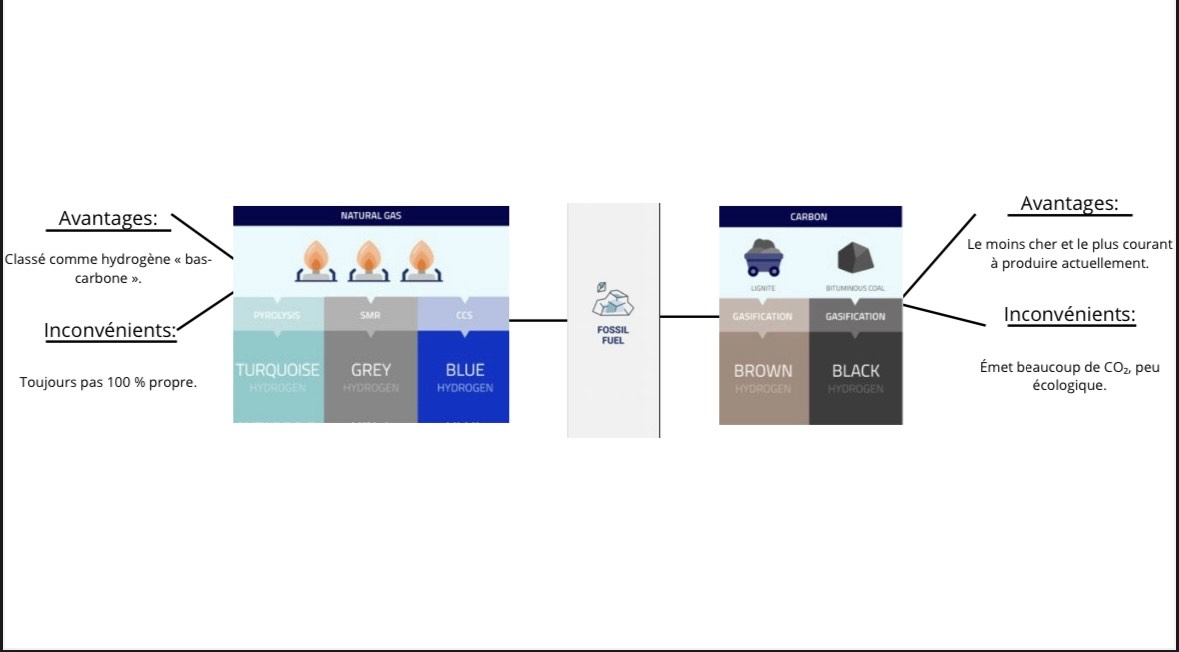 Avantages:
Classé comme hydrogène « bas-
carbone ».
Inconvénients:
Toujours pas 100 % propre.
NATURAL GAS
PYROLYSIS SMR CCS
TURQUOISE GREY BLUE
HYDROGEN HYDROGEN HYDROGEN
FOSSIL
FUEL
CARBON
LIGNITE BITUMINOUS COAL
GASIFICATION GASIFICATION
BROWN BLACK
HYDROGEN HYDROGEN
Avantages:
Le moins cher et le plus courant
à produire actuellement.
Inconvénients:
Émet beaucoup de CO₂, peu
écologique.